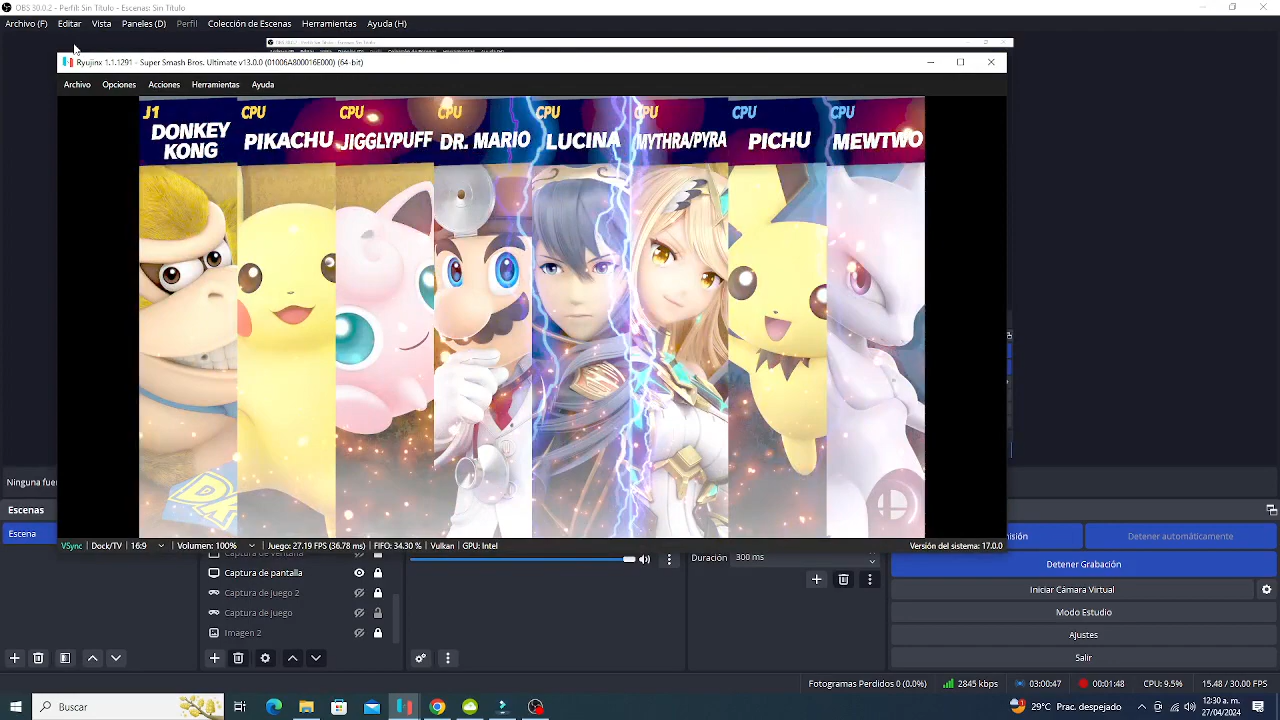 OBS 30.0.2 - Perfil: Sin Título - Escenas: Sin Título
Archivo (F) Editar Vista Paneles (D) Perfil Colección de Escenas Herramientas Ayuda (H)
Ryujinx 1.1.1291 - Super Smash Bros. Ultimate v13.0.0 (01006A800016E000) (64-bit)
Archivo Opciones Acciones Herramientas Ayuda
J1 CPU CPU CPU CPU CPU CPU CPU
DONKEY KONG
PIKACHU
JIGGLYPUFF
DR. MARIO
LUCINA
MYTHRA/PYRA
PICHU
MEWTWO
DK
Ninguna fue
Escenas
Escena
VSync Dock/TV 16:9 Volumen: 100% Juego: 27.19 FPS (36.78 ms) FIFO: 34.30 % Vulkan GPU: Intel Versión del sistema: 17.0.0
misión Detener automáticamente
Captura de ventana
Captura de pantalla
Captura de juego 2
Captura de juego
Imagen 2
Duración 300 ms
Detener Grabación
Iniciar Cámara Virtual
Modo Estudio
Ajustes
Salir
Fotogramas Perdidos 0 (0.0%) 2845 kbps 03:00:47 00:01:48 CPU: 9.5% 15.48 / 30.00 FPS
Buscar
29°C Prac. despejado
12:30 a. m.
27/04/2024